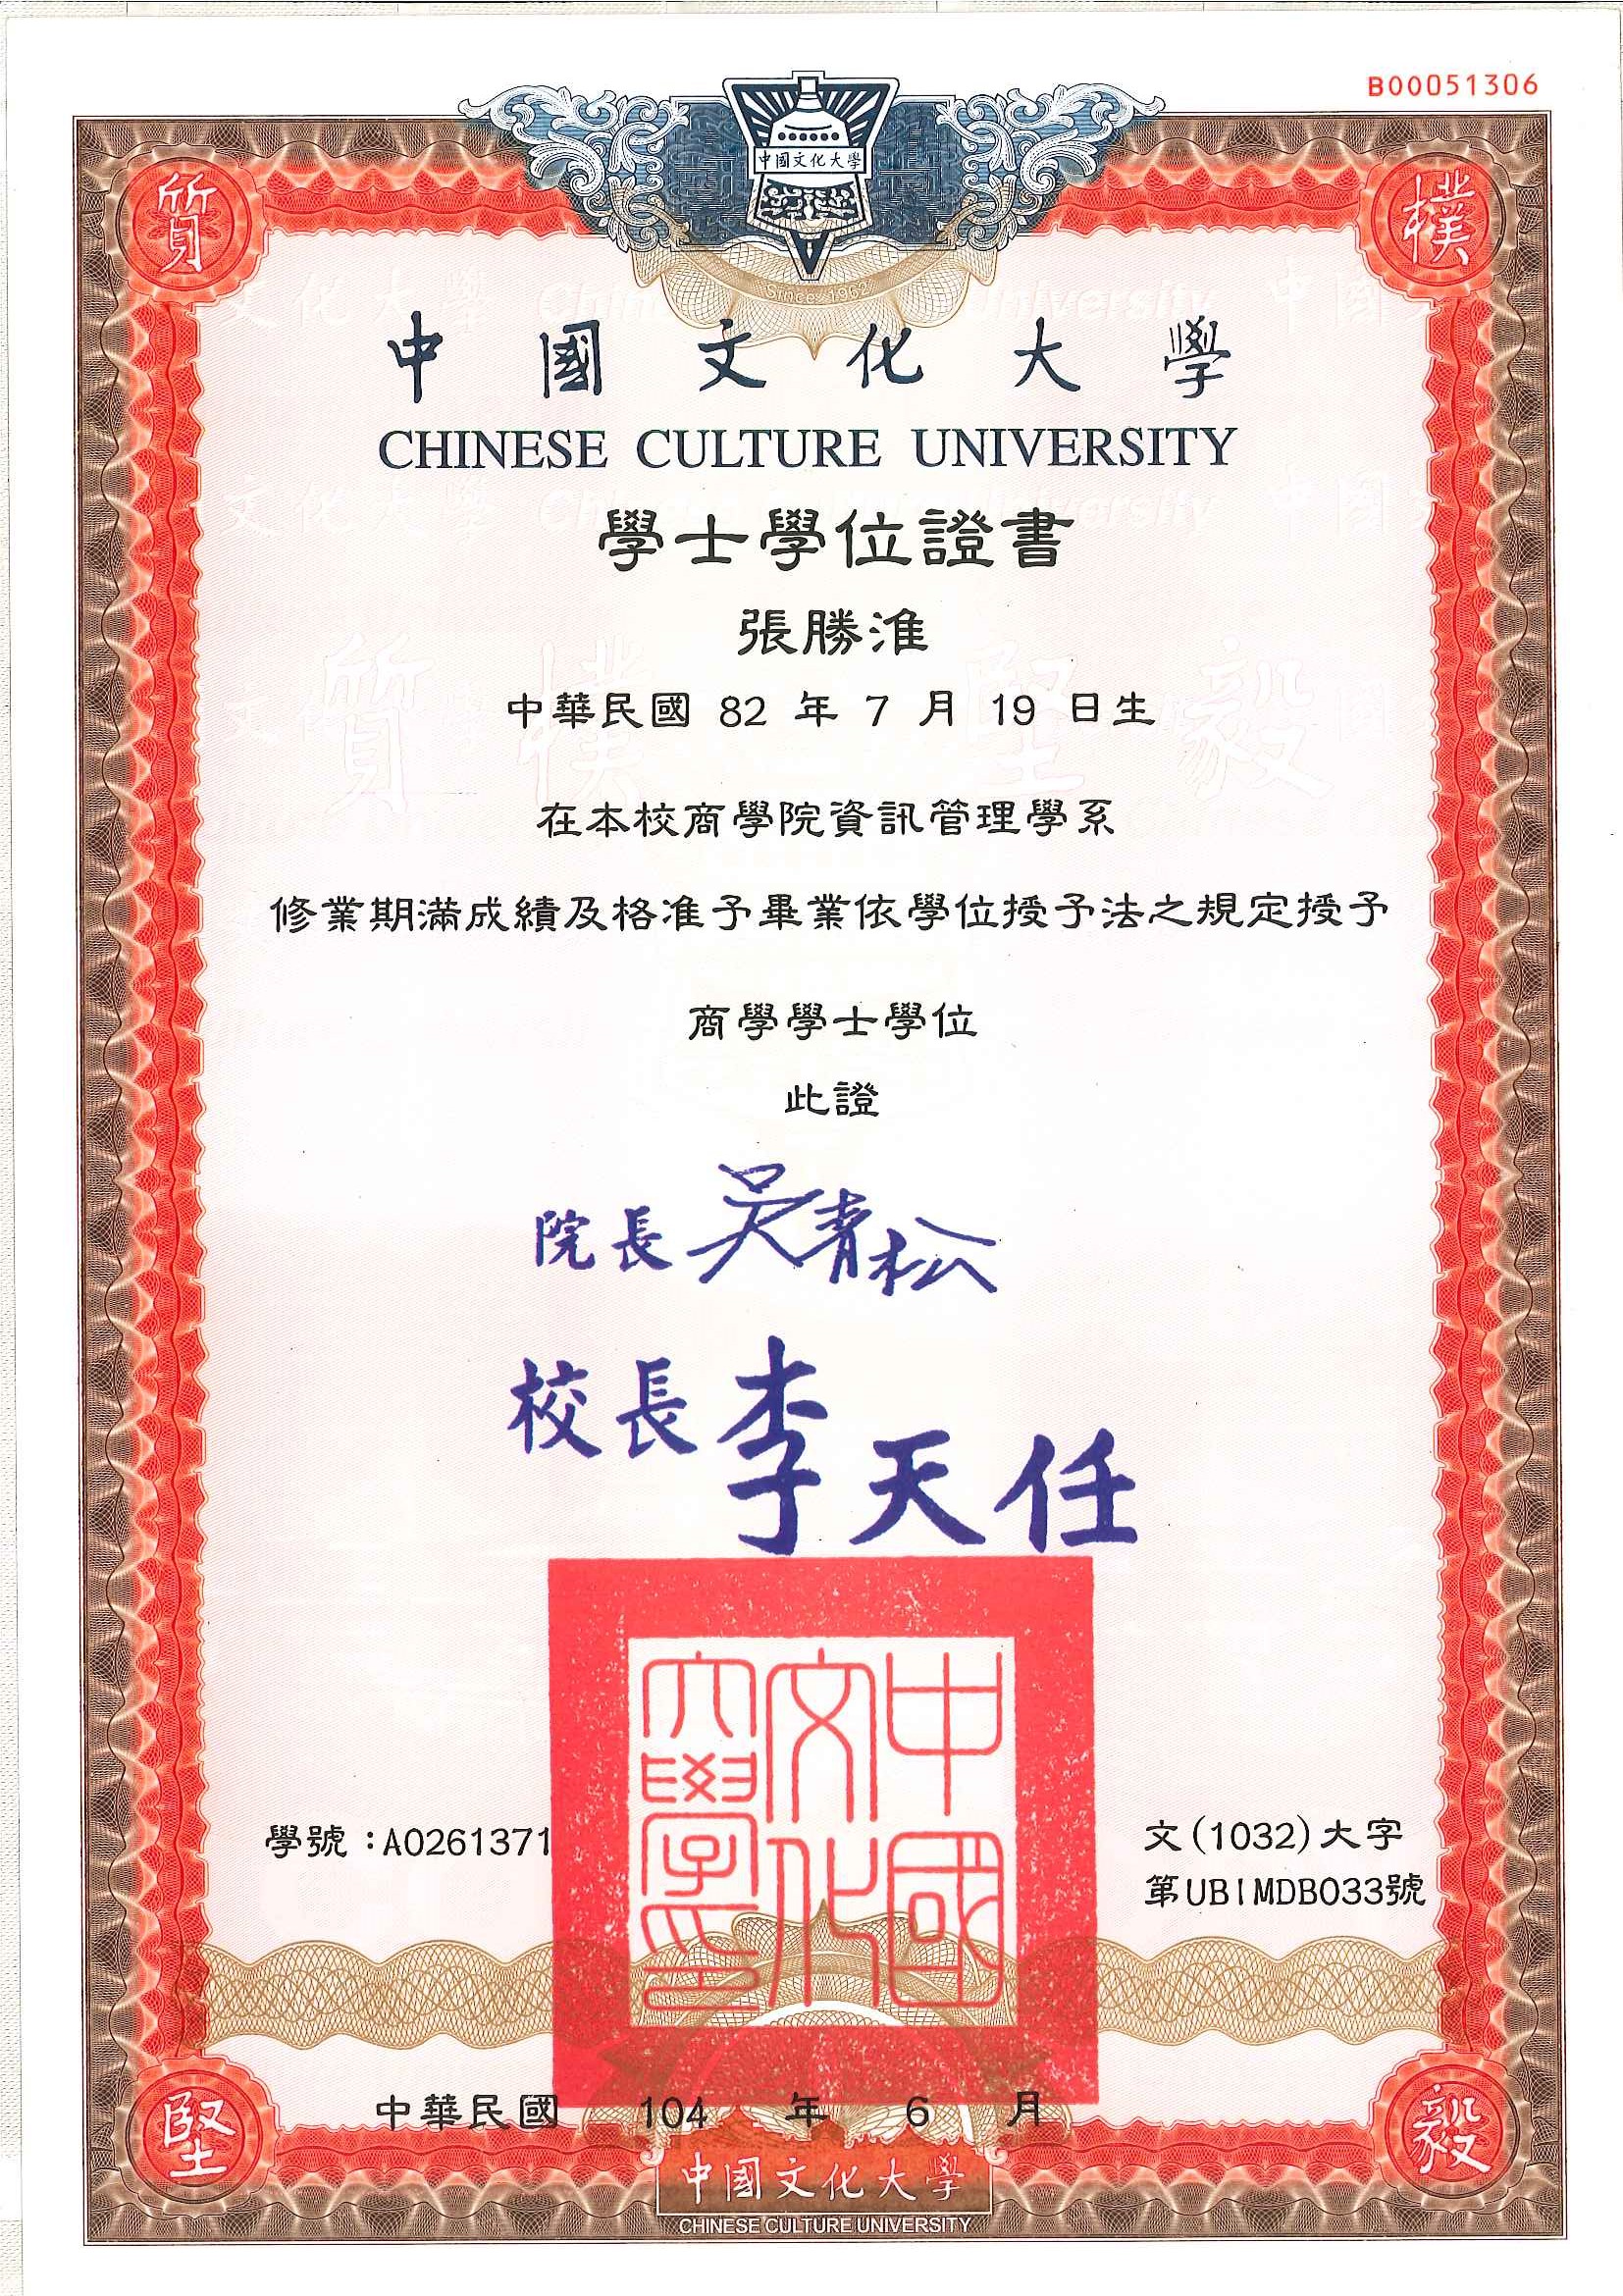 B00051306
中國文化大學
質
樸
Since 1962
中國文化大學
CHINESE CULTURE UNIVERSITY
學士學位證書
張勝淮
中華民國 82 年 7 月 19 日生
質樸堅毅
在本校商學院資訊管理學系
修業期滿成績及格准予畢業依學位授予法之規定授予
商學學士學位
此證
院長吳青松
校長李天任
中國文化大學印
學號:A0261371
文(1032)大字
第UBIMDB033號
中華民國 104 年 6 月
堅
毅
中國文化大學
CHINESE CULTURE UNIVERSITY